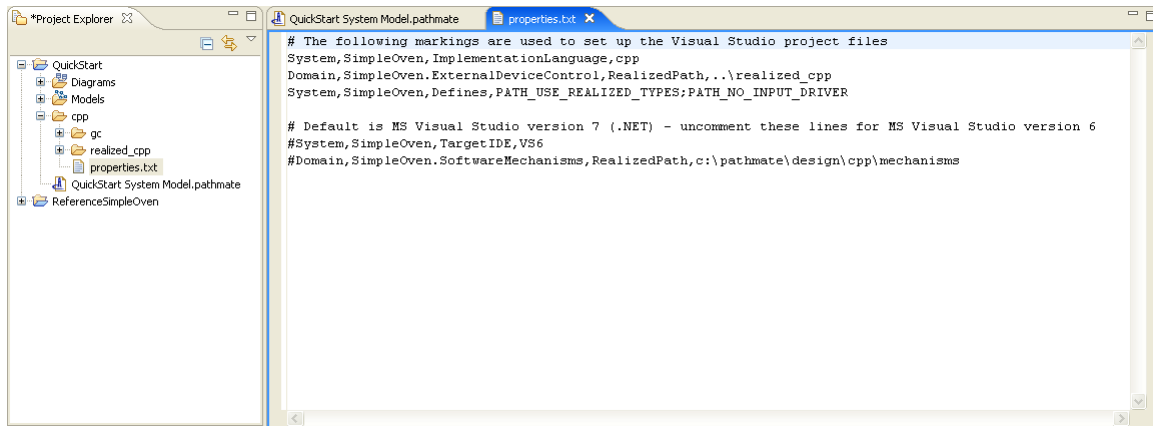 *Project Explorer
QuickStart
Diagrams
Models
cpp
gc
realized_cpp
properties.txt
QuickStart System Model.pathmate
ReferenceSimpleOven
QuickStart System Model.pathmate
properties.txt
# The following markings are used to set up the Visual Studio project files
System,SimpleOven,ImplementationLanguage,cpp
Domain,SimpleOven.ExternalDeviceControl,RealizedPath,..\realized_cpp
System,SimpleOven,Defines,PATH_USE_REALIZED_TYPES;PATH_NO_INPUT_DRIVER
# Default is MS Visual Studio version 7 (.NET) - uncomment these lines for MS Visual Studio version 6
#System,SimpleOven,TargetIDE,VS6
#Domain,SimpleOven.SoftwareMechanisms,RealizedPath,c:\pathmate\design\cpp\mechanisms